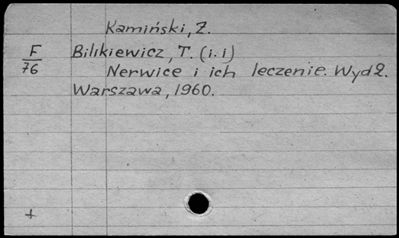 Kamiński, Z.
F Bilikiewicz, T. (i. i)
76 Nerwice i ich leczenie. Wyd 2.
Warszawa, 1960.
+